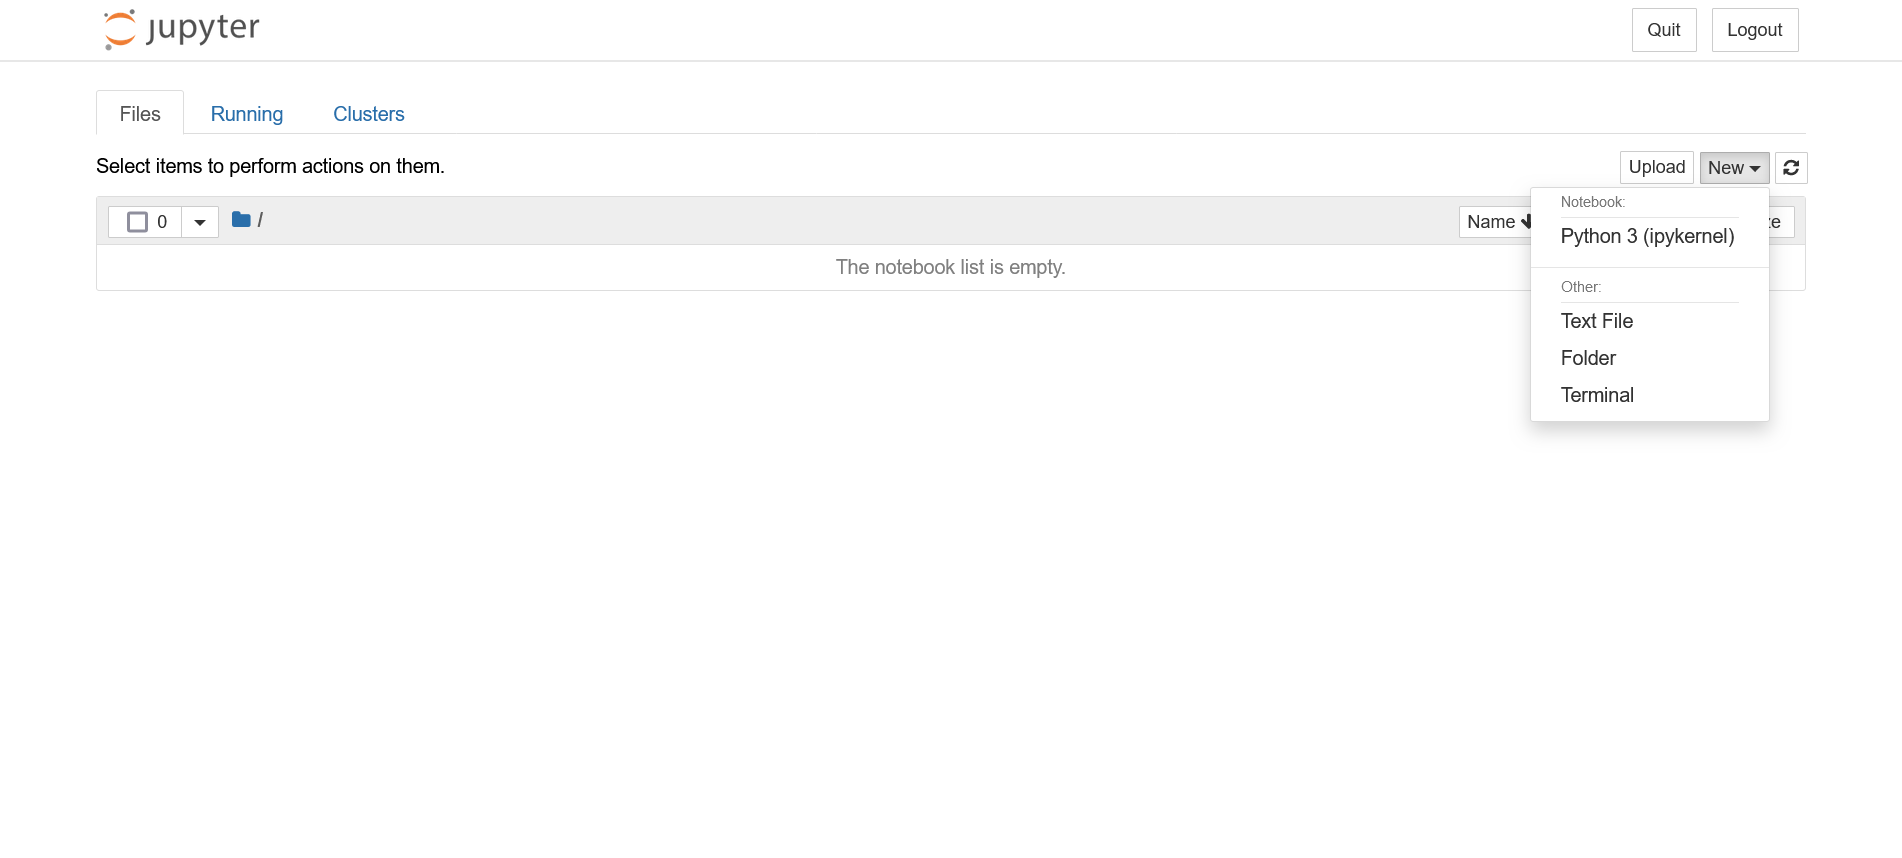 jupyter
Quit
Logout
Files
Running
Clusters
Select items to perform actions on them.
Upload
New
0
/
Name
Notebook:
Python 3 (ipykernel)
The notebook list is empty.
Other:
Text File
Folder
Terminal